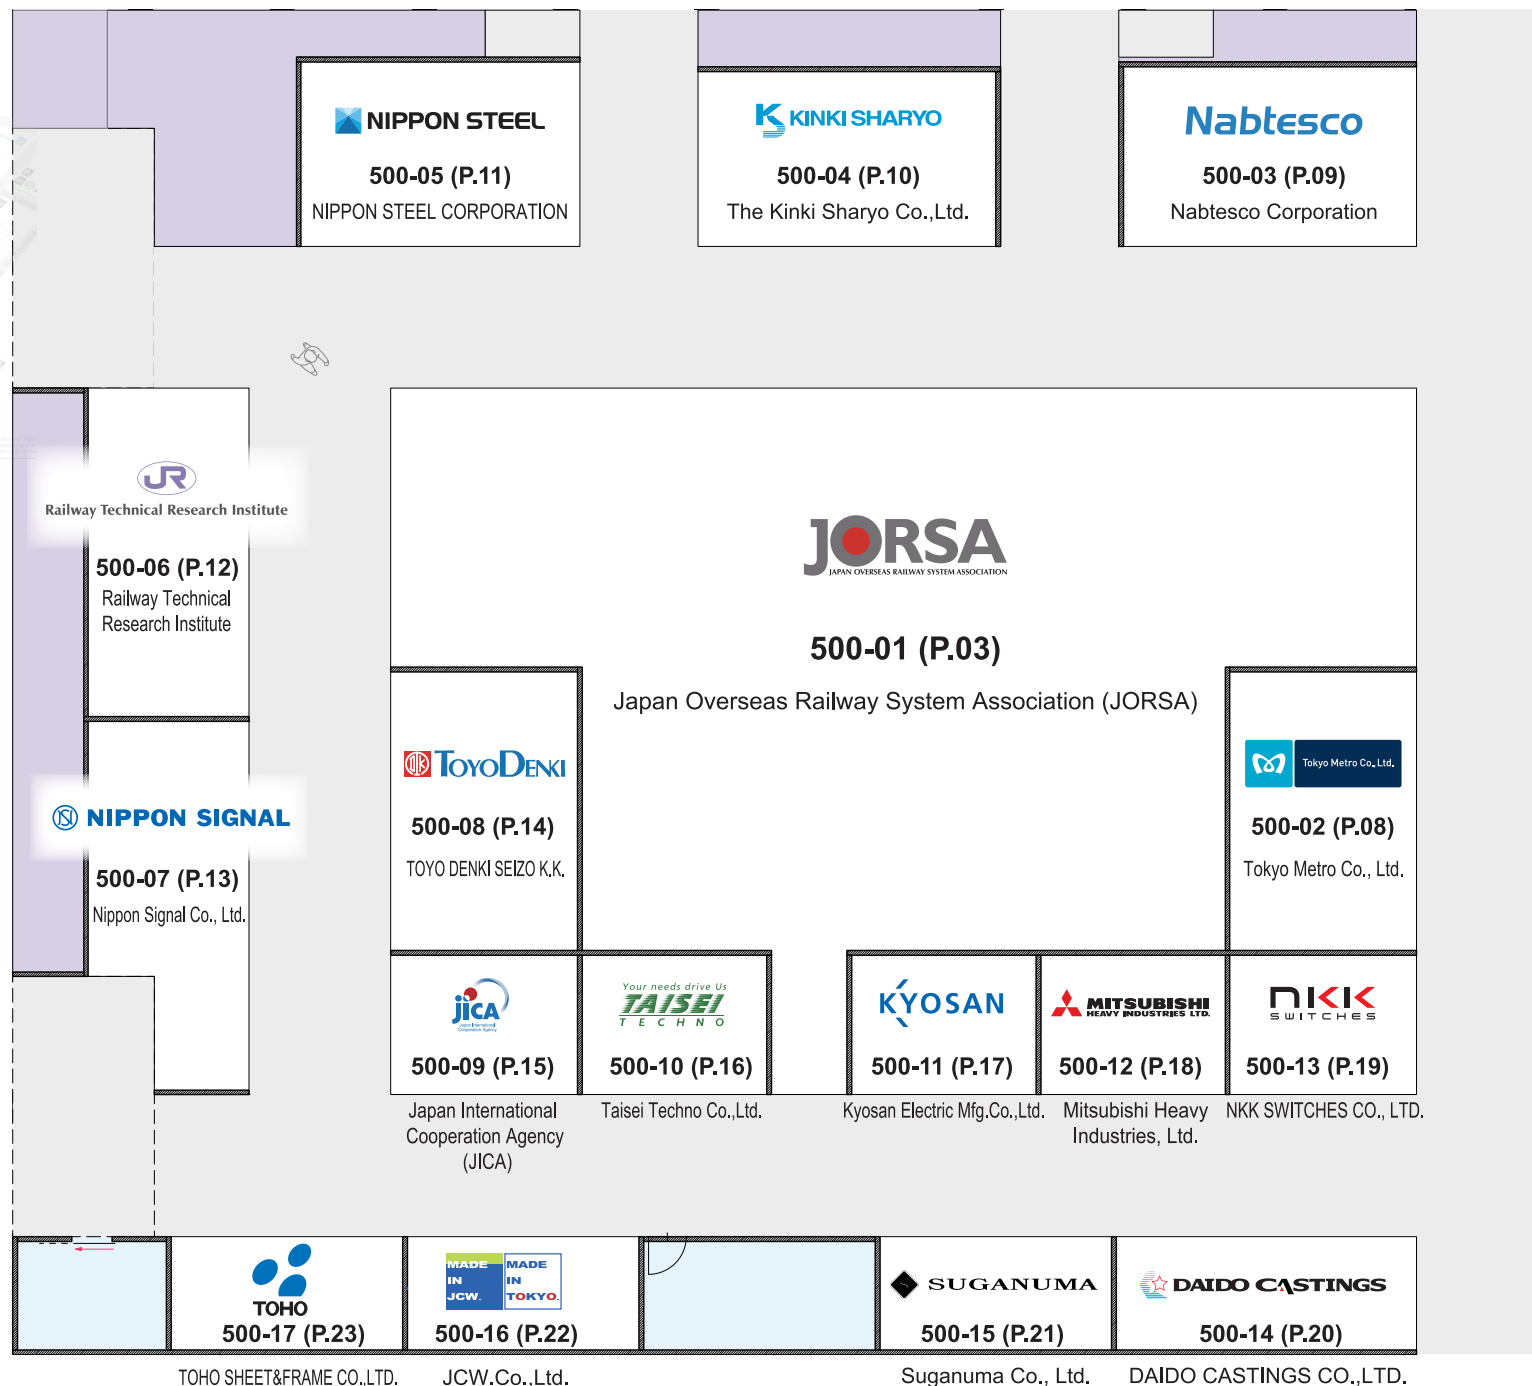 NIPPON STEEL
500-05 (P.11)
NIPPON STEEL CORPORATION
KINKI SHARYO
500-04 (P.10)
The Kinki Sharyo Co.,Ltd.
Nabtesco
500-03 (P.09)
Nabtesco Corporation
JR
Railway Technical Research Institute
500-06 (P.12)
Railway Technical
Research Institute
NIPPON SIGNAL
500-07 (P.13)
Nippon Signal Co., Ltd.
JORSA
JAPAN OVERSEAS RAILWAY SYSTEM ASSOCIATION
500-01 (P.03)
Japan Overseas Railway System Association (JORSA)
TOYO DENKI
500-08 (P.14)
TOYO DENKI SEIZO K.K.
Tokyo Metro Co., Ltd.
500-02 (P.08)
Tokyo Metro Co., Ltd.
jica
Japan International
Cooperation Agency
500-09 (P.15)
Japan International
Cooperation Agency
(JICA)
Your needs drive Us
TAISEI
TECHNO
500-10 (P.16)
Taisei Techno Co.,Ltd.
KYOSAN
500-11 (P.17)
Kyosan Electric Mfg.Co.,Ltd.
MITSUBISHI
HEAVY INDUSTRIES LTD.
500-12 (P.18)
Mitsubishi Heavy
Industries, Ltd.
NKK
SWITCHES
500-13 (P.19)
NKK SWITCHES CO., LTD.
TOHO
500-17 (P.23)
TOHO SHEET&FRAME CO.,LTD.
MADE
IN
JCW.
MADE
IN
TOKYO.
500-16 (P.22)
JCW.Co.,Ltd.
SUGANUMA
500-15 (P.21)
Suganuma Co., Ltd.
DAIDO CASTINGS
500-14 (P.20)
DAIDO CASTINGS CO.,LTD.